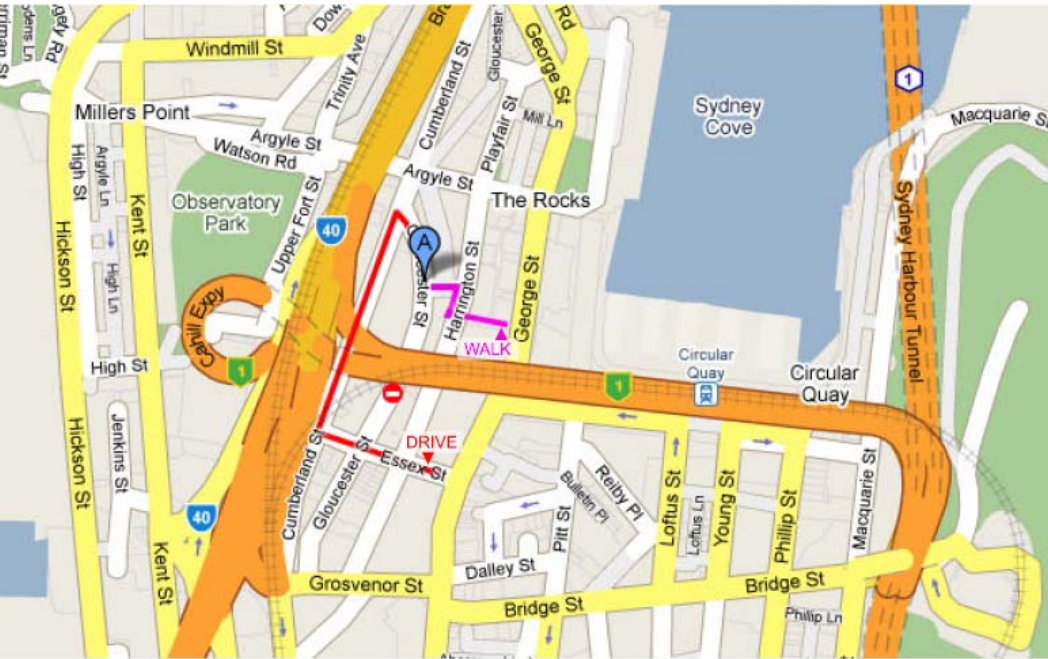 Windmill St
Trinity Ave
Cumberland St
Gloucester
George St
Rd
1
Macquarie St
Sydney
Cove
Millers Point
Mill Ln
Playfair St
Argyle St
Watson Rd
Argyle St
The Rocks
High St
Argyle Ln
Kent St
Observatory
Park
Upper Fort St
40
A
Hickson St
High Ln
Harrington St
George St
Sydney Harbour Tunnel
Cahill Expy
WALK
High St
1
1
Circular
Quay
Circular
Quay
Jenkins St
Hickson St
Cumberland St
Gloucester St
DRIVE
Essex St
Reiby Pl
Bulletin Pl
Loftus St
Loftus Ln
Young St
Phillip St
Macquarie St
40
Kent St
Pitt St
Dalley St
Grosvenor St
Bridge St
Bridge St
Phillip Ln